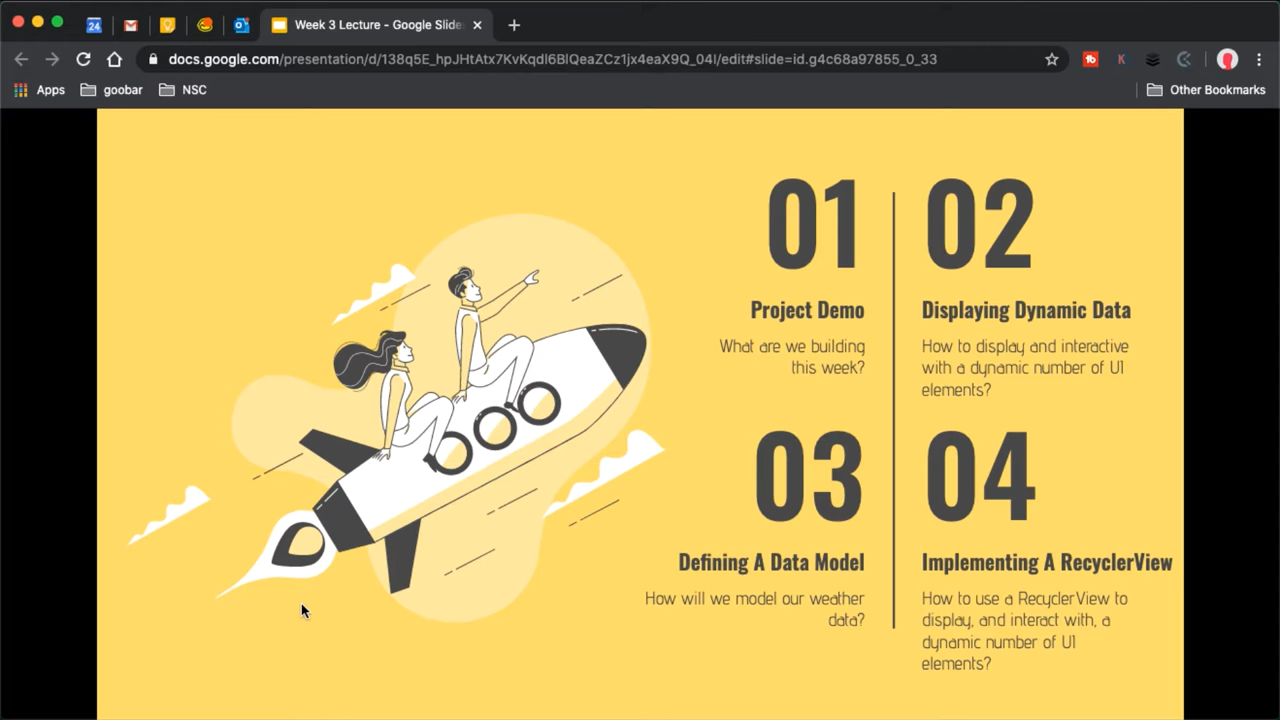 24
Week 3 Lecture - Google Slide
docs.google.com/presentation/d/138q5E_hpJHtAtx7KvKqdl6BlQeaZCz1jx4eaX9Q_04I/edit#slide=id.g4c68a97855_0_33
K
Apps
goobar
NSC
Other Bookmarks
01
Project Demo
What are we building
this week?
02
Displaying Dynamic Data
How to display and interactive
with a dynamic number of UI
elements?
03
Defining A Data Model
How will we model our weather
data?
04
Implementing A RecyclerView
How to use a RecyclerView to
display, and interact with, a
dynamic number of UI
elements?